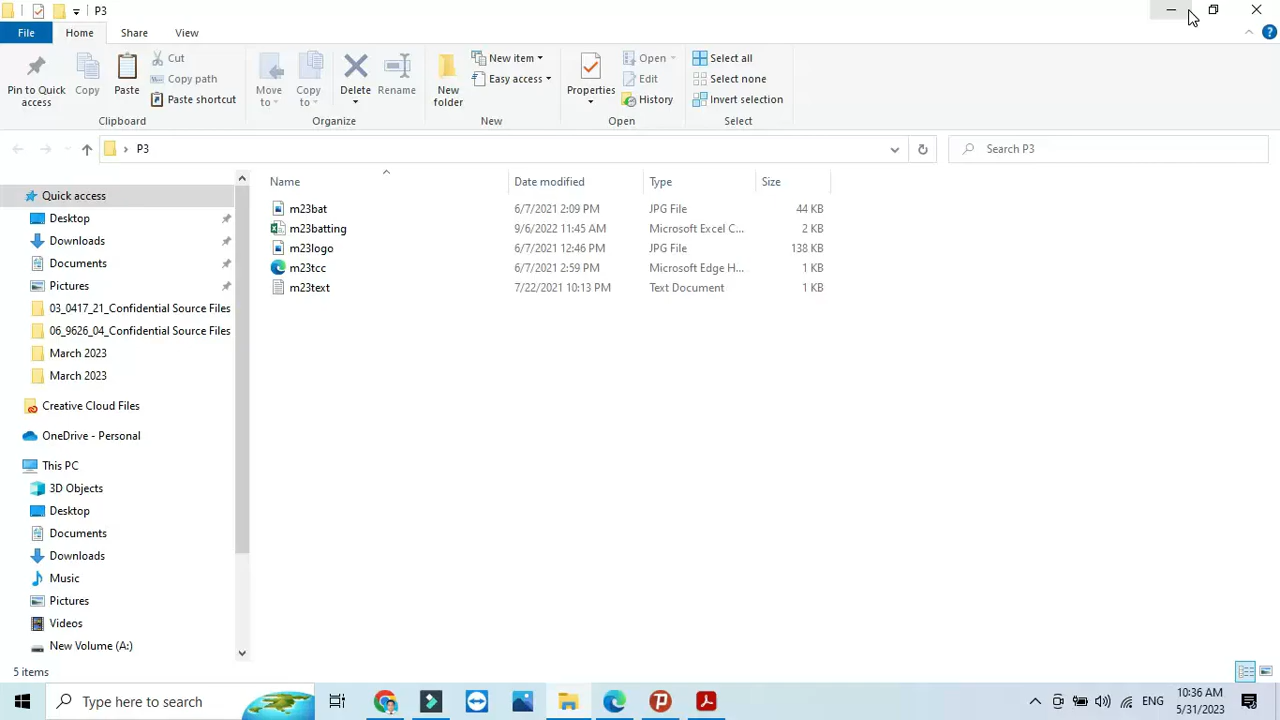 P3
File Home Share View
Pin to Quick access
Copy
Paste
Cut
Copy path
Paste shortcut
Clipboard
Move to
Copy to
Delete
Rename
Organize
New folder
New item
Easy access
New
Properties
Open
Edit
History
Open
Select all
Select none
Invert selection
Select
P3
Search P3
Name Date modified Type Size
m23bat 6/7/2021 2:09 PM JPG File 44 KB
m23batting 9/6/2022 11:45 AM Microsoft Excel C... 2 KB
m23logo 6/7/2021 12:46 PM JPG File 138 KB
m23tcc 6/7/2021 2:59 PM Microsoft Edge H... 1 KB
m23text 7/22/2021 10:13 PM Text Document 1 KB
Quick access
Desktop
Downloads
Documents
Pictures
03_0417_21_Confidential Source Files
06_9626_04_Confidential Source Files
March 2023
March 2023
Creative Cloud Files
OneDrive - Personal
This PC
3D Objects
Desktop
Documents
Downloads
Music
Pictures
Videos
New Volume (A:)
5 items
Type here to search
ENG
10:36 AM
5/31/2023